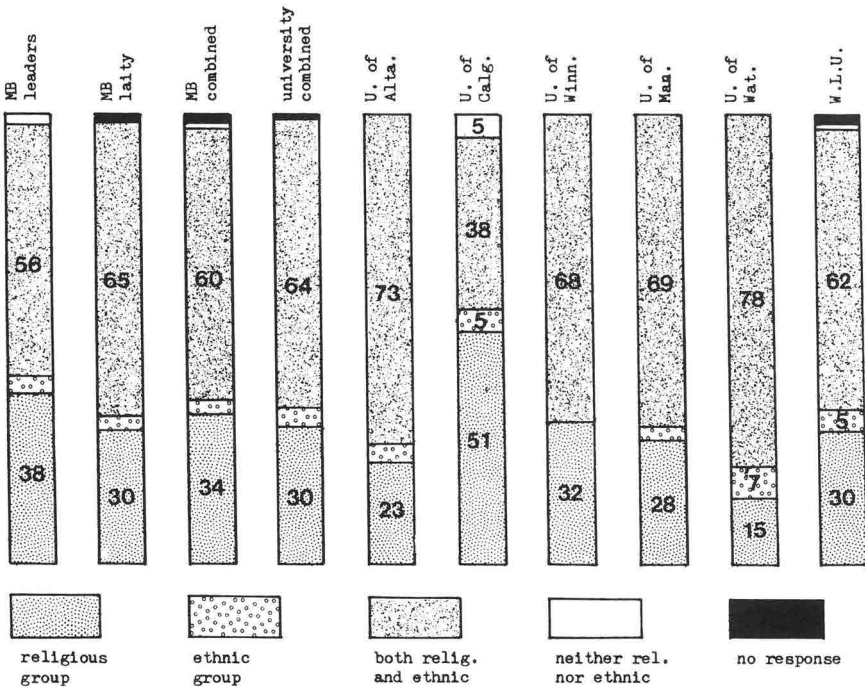 MB
leaders
MB
laity
MB
combined
university
combined
U. of
Alta.
U. of
Calg.
U. of
Winn.
U. of
Man.
U. of
Wat.
W.L.U.
56
38
65
30
60
34
64
30
73
23
5
38
5
51
68
32
69
28
78
7
15
62
5
30
religious
group
ethnic
group
both relig.
and ethnic
neither rel.
nor ethnic
no response